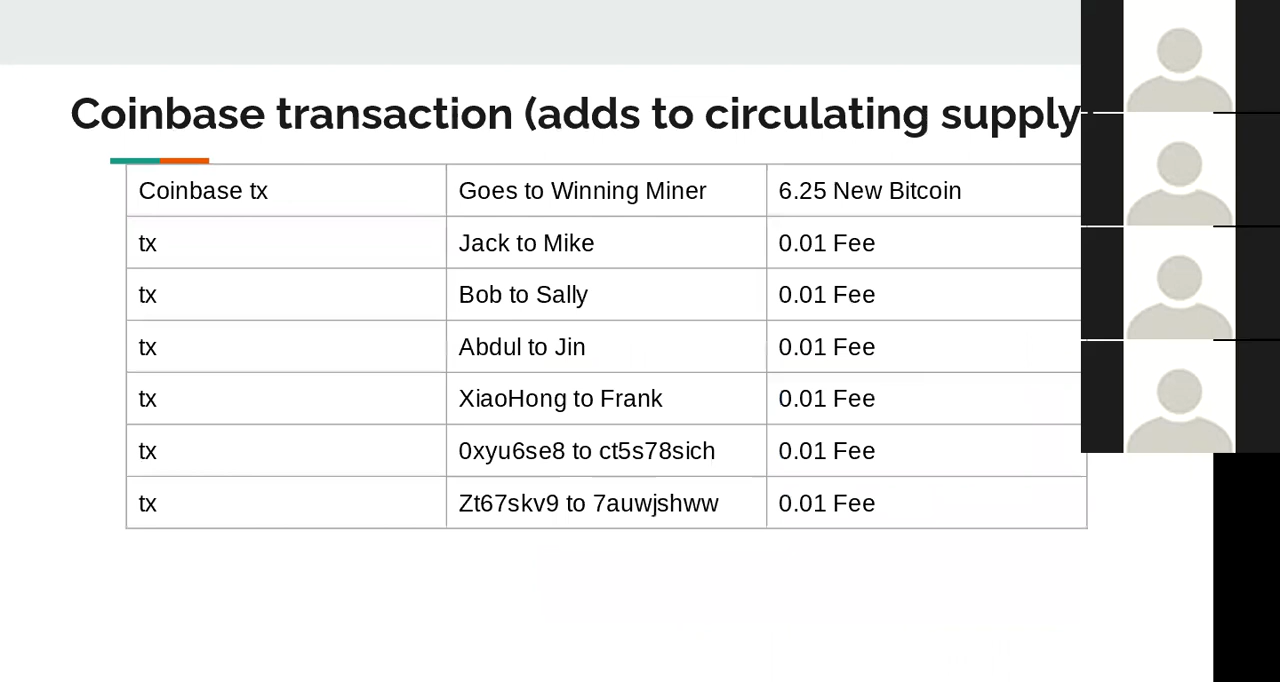 Coinbase transaction (adds to circulating supply
Coinbase tx Goes to Winning Miner 6.25 New Bitcoin
tx Jack to Mike 0.01 Fee
tx Bob to Sally 0.01 Fee
tx Abdul to Jin 0.01 Fee
tx XiaoHong to Frank 0.01 Fee
tx 0xyu6se8 to ct5s78sich 0.01 Fee
tx Zt67skv9 to 7auwjshww 0.01 Fee